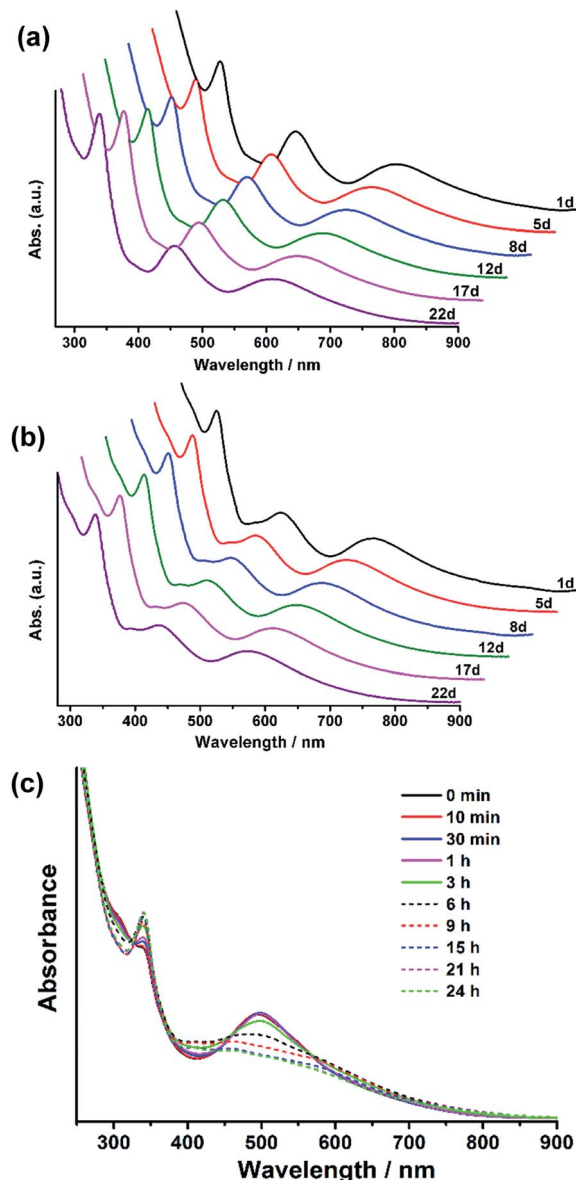 (a)
Abs. (a.u.)
1d
5d
8d
12d
17d
22d
300 400 500 600 700 800 900
Wavelength / nm
(b)
Abs. (a.u.)
1d
5d
8d
12d
17d
22d
300 400 500 600 700 800 900
Wavelength / nm
(c)
Absorbance
0 min
10 min
30 min
1 h
3 h
6 h
9 h
15 h
21 h
24 h
300 400 500 600 700 800 900
Wavelength / nm